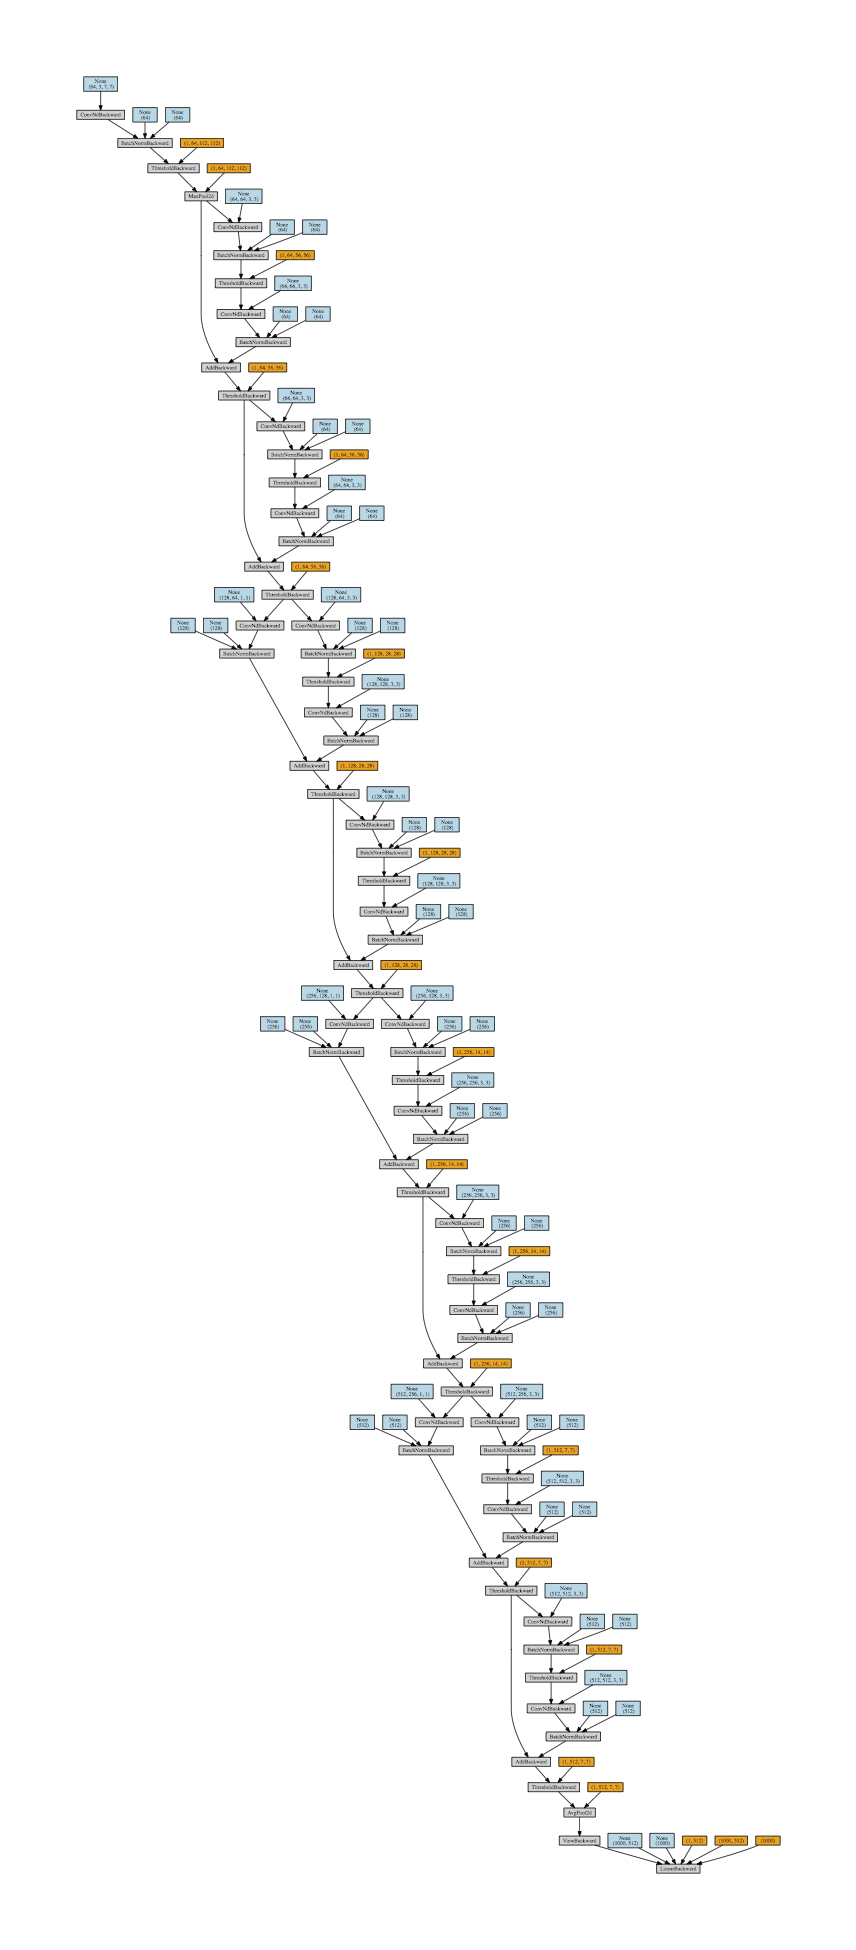 None
(64, 3, 7, 7)
ConvNdBackward
None
(64)
None
(64)
BatchNormBackward
(1, 64, 112, 112)
ThresholdBackward
(1, 64, 112, 112)
MaxPool2d
None
(64, 64, 3, 3)
ConvNdBackward
None
(64)
None
(64)
BatchNormBackward
(1, 64, 56, 56)
ThresholdBackward
None
(64, 64, 3, 3)
ConvNdBackward
None
(64)
None
(64)
BatchNormBackward
AddBackward
(1, 64, 56, 56)
ThresholdBackward
None
(64, 64, 3, 3)
ConvNdBackward
None
(64)
None
(64)
BatchNormBackward
(1, 64, 56, 56)
ThresholdBackward
None
(64, 64, 3, 3)
ConvNdBackward
None
(64)
None
(64)
BatchNormBackward
AddBackward
(1, 64, 56, 56)
None
(128, 64, 1, 1)
ThresholdBackward
None
(128, 64, 3, 3)
None
(128)
None
(128)
ConvNdBackward
ConvNdBackward
None
(128)
None
(128)
BatchNormBackward
BatchNormBackward
(1, 128, 28, 28)
ThresholdBackward
None
(128, 128, 3, 3)
ConvNdBackward
None
(128)
None
(128)
BatchNormBackward
AddBackward
(1, 128, 28, 28)
ThresholdBackward
None
(128, 128, 3, 3)
ConvNdBackward
None
(128)
None
(128)
BatchNormBackward
(1, 128, 28, 28)
ThresholdBackward
None
(128, 128, 3, 3)
ConvNdBackward
None
(128)
None
(128)
BatchNormBackward
AddBackward
(1, 128, 28, 28)
None
(256, 128, 1, 1)
ThresholdBackward
None
(256, 128, 3, 3)
None
(256)
None
(256)
ConvNdBackward
ConvNdBackward
None
(256)
None
(256)
BatchNormBackward
BatchNormBackward
(1, 256, 14, 14)
ThresholdBackward
None
(256, 256, 3, 3)
ConvNdBackward
None
(256)
None
(256)
BatchNormBackward
AddBackward
(1, 256, 14, 14)
ThresholdBackward
None
(256, 256, 3, 3)
ConvNdBackward
None
(256)
None
(256)
BatchNormBackward
(1, 256, 14, 14)
ThresholdBackward
None
(256, 256, 3, 3)
ConvNdBackward
None
(256)
None
(256)
BatchNormBackward
AddBackward
(1, 256, 14, 14)
None
(512, 256, 1, 1)
ThresholdBackward
None
(512, 256, 3, 3)
None
(512)
None
(512)
ConvNdBackward
ConvNdBackward
None
(512)
None
(512)
BatchNormBackward
BatchNormBackward
(1, 512, 7, 7)
ThresholdBackward
None
(512, 512, 3, 3)
ConvNdBackward
None
(512)
None
(512)
BatchNormBackward
AddBackward
(1, 512, 7, 7)
ThresholdBackward
None
(512, 512, 3, 3)
ConvNdBackward
None
(512)
None
(512)
BatchNormBackward
(1, 512, 7, 7)
ThresholdBackward
None
(512, 512, 3, 3)
ConvNdBackward
None
(512)
None
(512)
BatchNormBackward
AddBackward
(1, 512, 7, 7)
ThresholdBackward
(1, 512, 7, 7)
AvgPool2d
ViewBackward
None
(1000, 512)
None
(1000)
(1, 512)
(1000, 512)
(1000)
LinearBackward